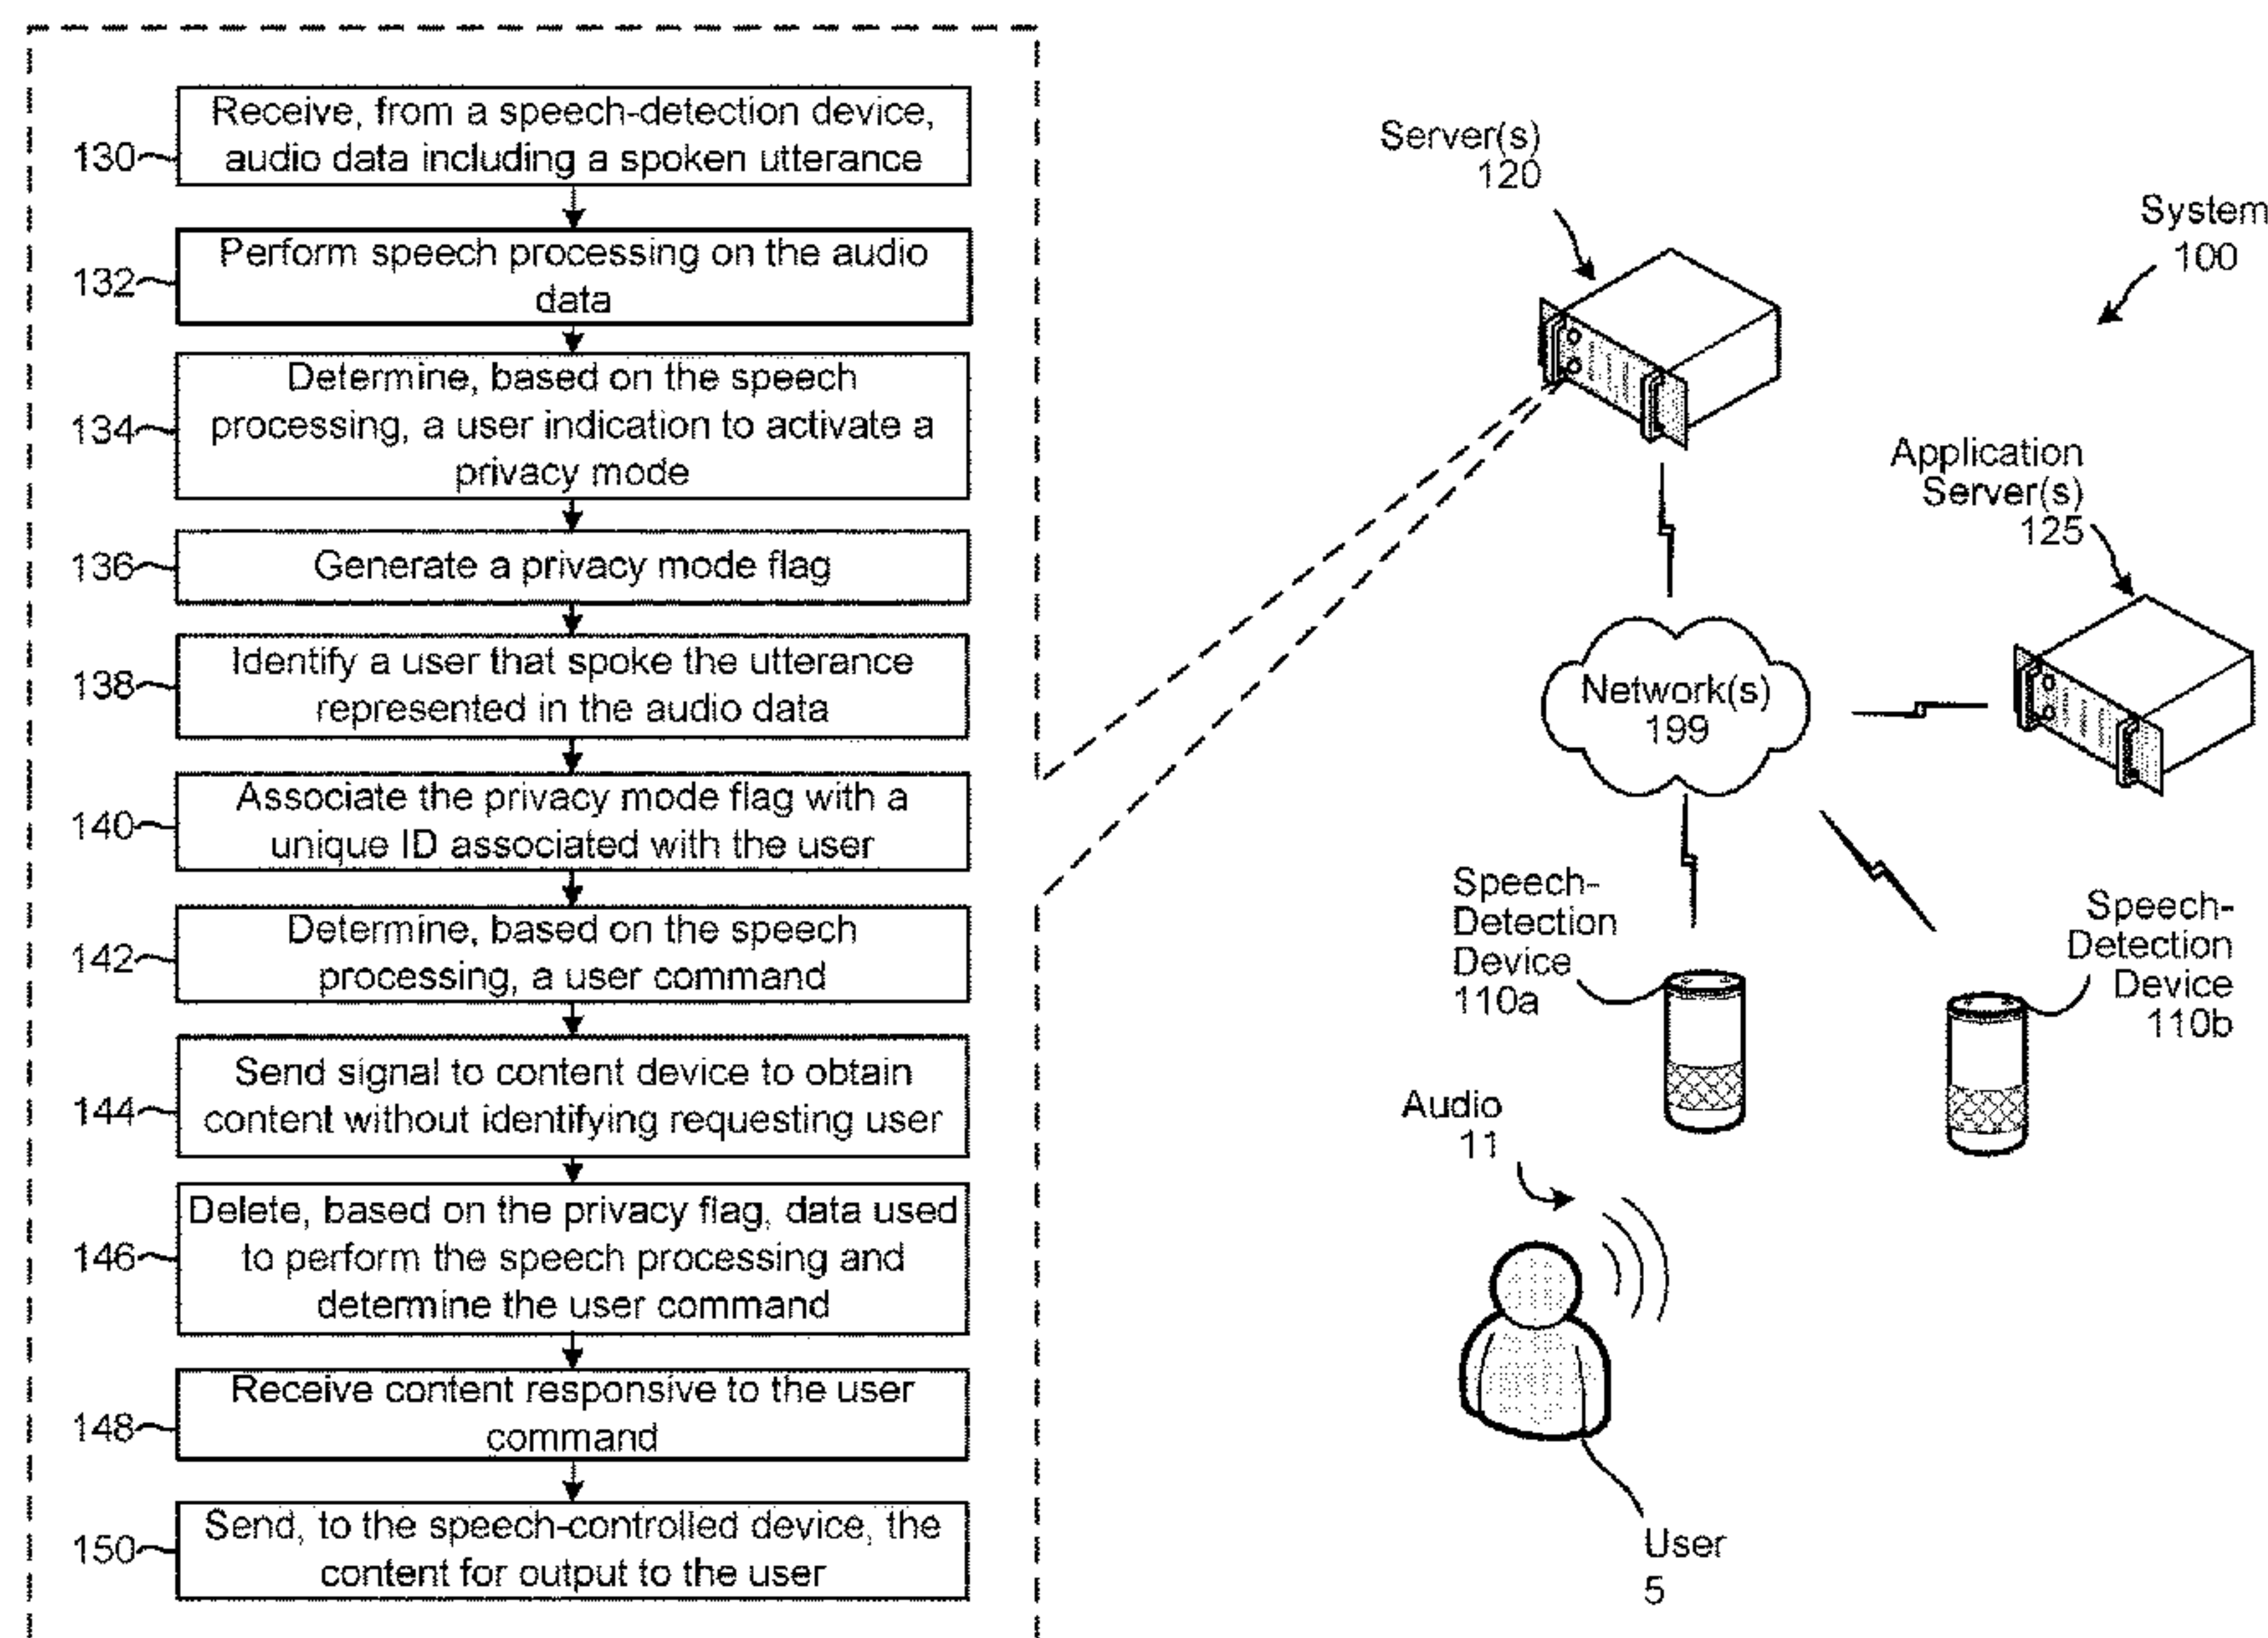 Receive, from a speech-detection device,
audio data including a spoken utterance
130
Perform speech processing on the audio
data
132
Determine, based on the speech
processing, a user indication to activate a
privacy mode
134
Generate a privacy mode flag
136
Identify a user that spoke the utterance
represented in the audio data
138
Associate the privacy mode flag with a
unique ID associated with the user
140
Determine, based on the speech
processing, a user command
142
Send signal to content device to obtain
content without identifying requesting user
144
Delete, based on the privacy flag, data used
to perform the speech processing and
determine the user command
146
Receive content responsive to the user
command
148
Send, to the speech-controlled device, the
content for output to the user
150
Server(s)
120
System
100
Application
Server(s)
125
Network(s)
199
Speech-
Detection
Device
110a
Speech-
Detection
Device
110b
Audio
11
User
5